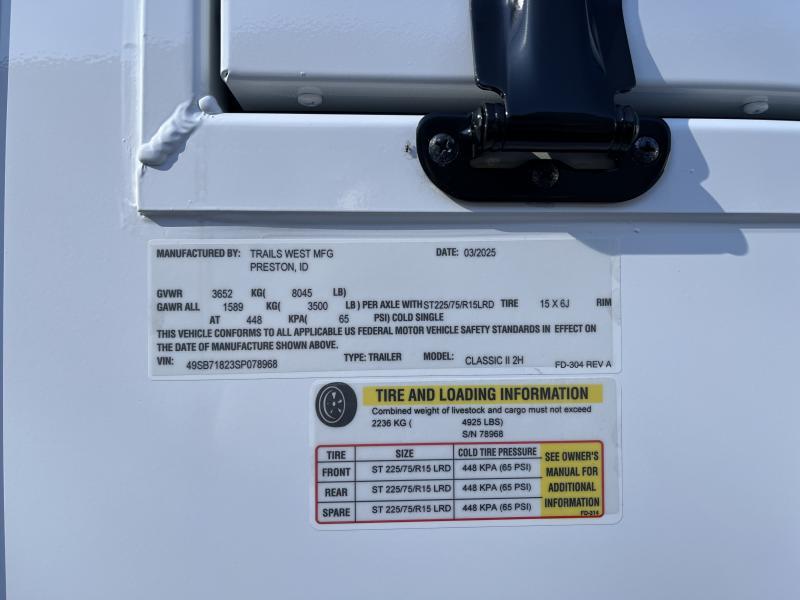 MANUFACTURED BY: TRAILS WEST MFG DATE: 03/2025
PRESTON, ID
GVWR 3652 KG( 8045 LB)
GAWR ALL 1589 KG( 3500 LB) PER AXLE WITH ST225/75/R15LRD TIRE 15 X 6J RIM
AT 448 KPA( 65 PSI) COLD SINGLE
THIS VEHICLE CONFORMS TO ALL APPLICABLE US FEDERAL MOTOR VEHICLE SAFETY STANDARDS IN EFFECT ON
THE DATE OF MANUFACTURE SHOWN ABOVE.
VIN: 49SB71823SP078968 TYPE: TRAILER MODEL: CLASSIC II 2H FD-304 REV A
TIRE AND LOADING INFORMATION
Combined weight of livestock and cargo must not exceed
2236 KG ( 4925 LBS)
S/N 78968
TIRE SIZE COLD TIRE PRESSURE
FRONT ST 225/75/R15 LRD 448 KPA (65 PSI)
REAR ST 225/75/R15 LRD 448 KPA (65 PSI)
SPARE ST 225/75/R15 LRD 448 KPA (65 PSI)
SEE OWNER'S
MANUAL FOR
ADDITIONAL
INFORMATION
FD-314